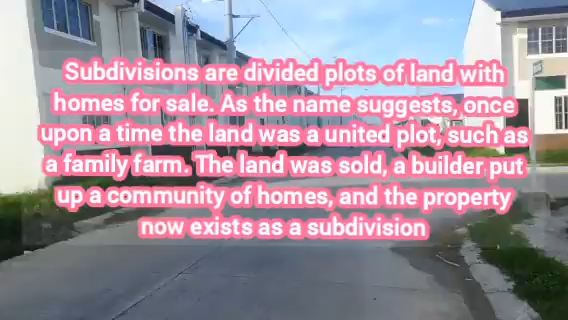 Subdivisions are divided plots of land with
homes for sale. As the name suggests, once
upon a time the land was a united plot, such as
a family farm. The land was sold, a builder put
up a community of homes, and the property
now exists as a subdivision